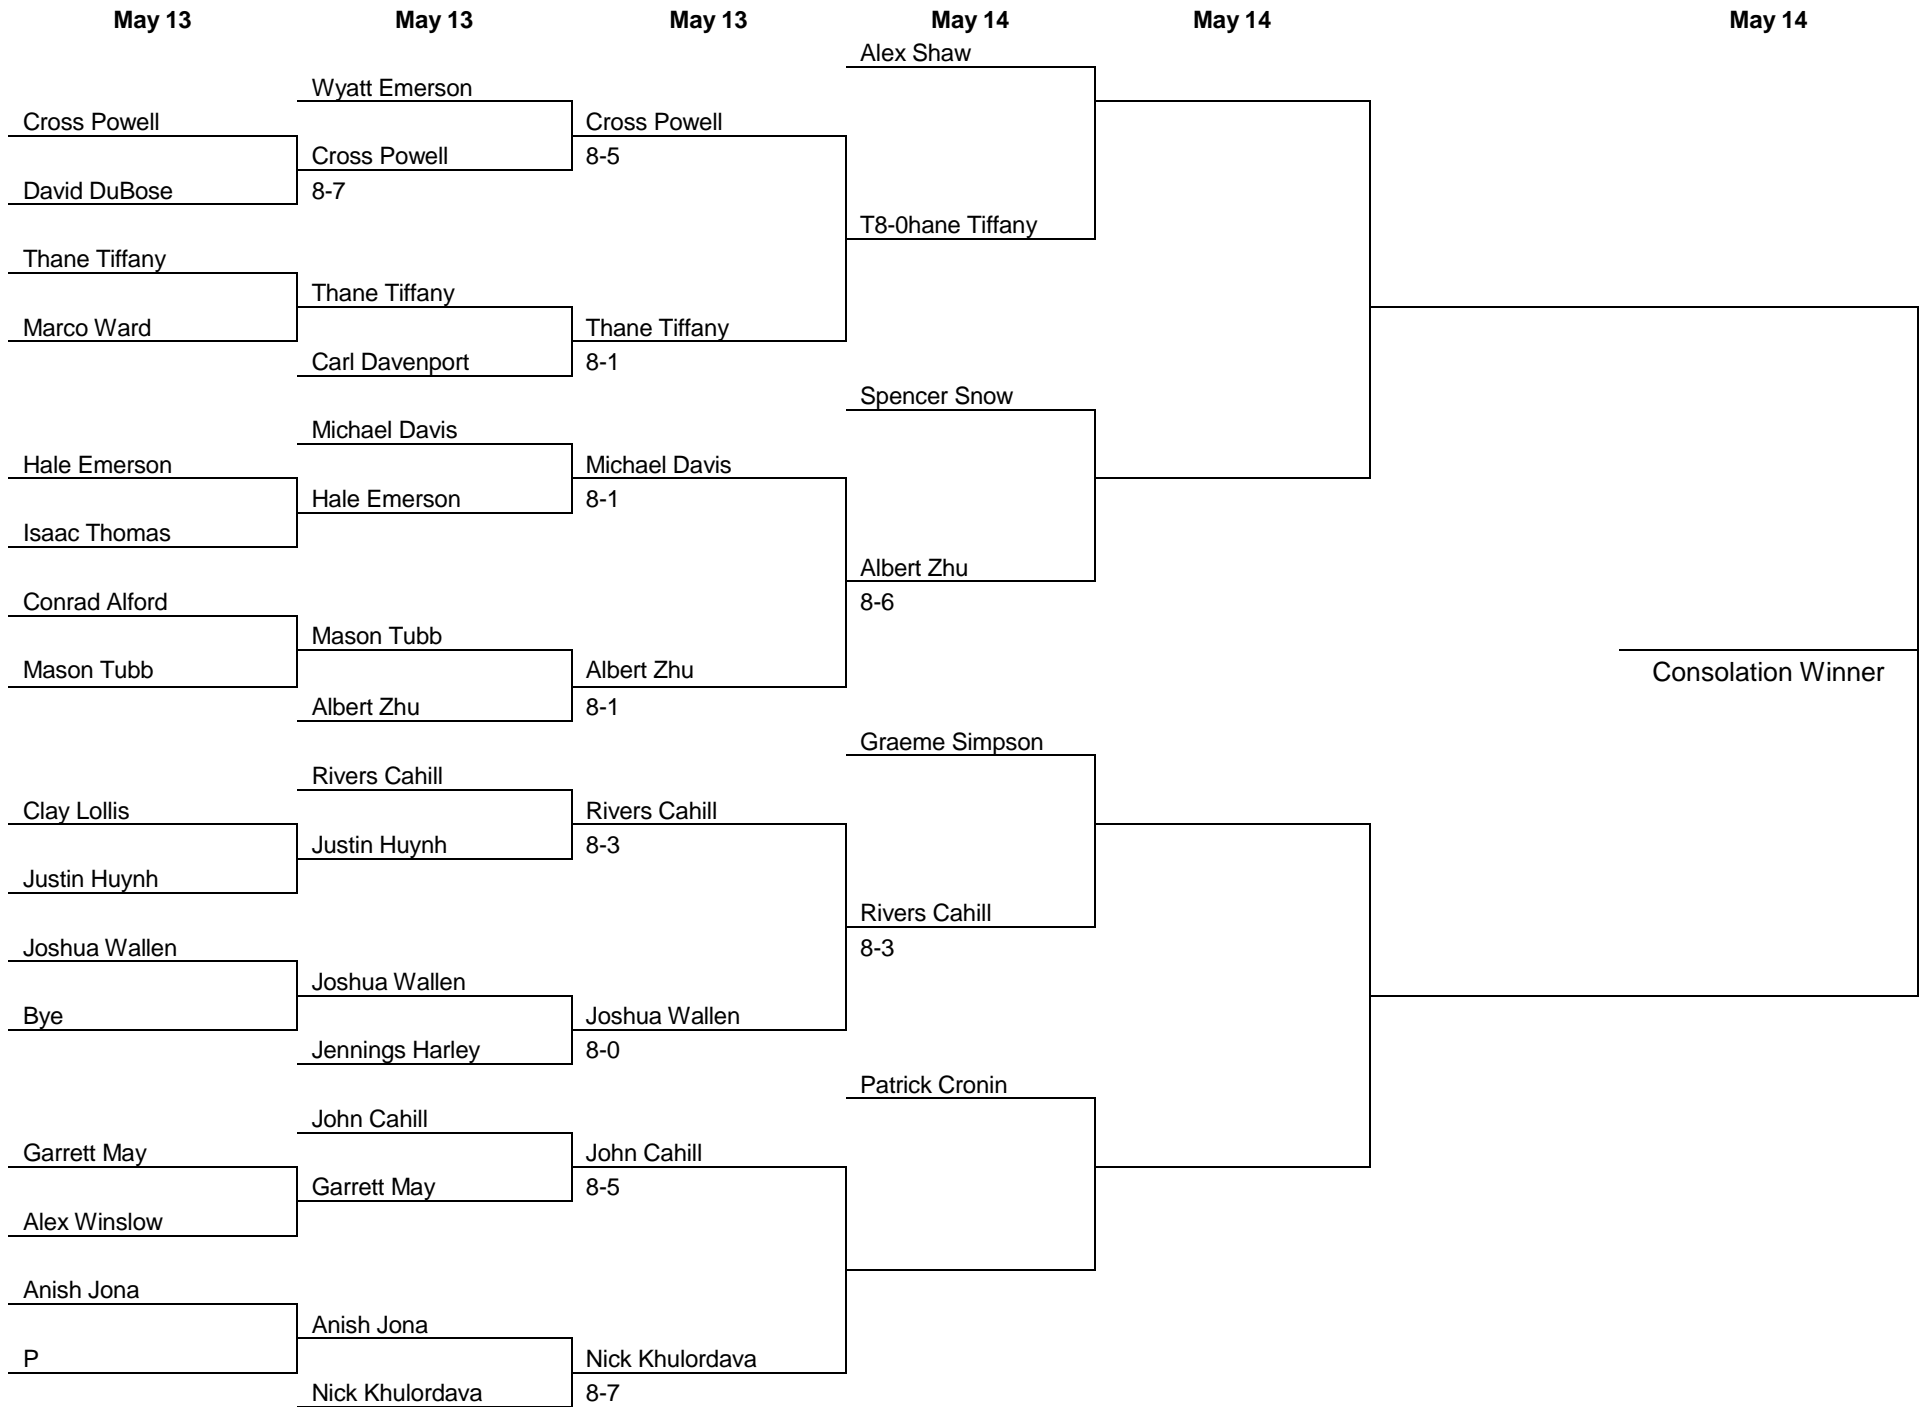 May 13 May 13 May 13 May 14 May 14 May 14
Alex Shaw
Wyatt Emerson
Cross Powell Cross Powell
Cross Powell 8-5
David DuBose 8-7
T8-0hane Tiffany
Thane Tiffany
Thane Tiffany
Marco Ward Thane Tiffany
Carl Davenport 8-1
Spencer Snow
Michael Davis
Hale Emerson Michael Davis
Hale Emerson 8-1
Isaac Thomas
Albert Zhu
Conrad Alford 8-6
Mason Tubb
Mason Tubb Albert Zhu Consolation Winner
Albert Zhu 8-1
Graeme Simpson
Rivers Cahill
Clay Lollis Rivers Cahill
Justin Huynh 8-3
Justin Huynh
Rivers Cahill
Joshua Wallen 8-3
Joshua Wallen
Bye Joshua Wallen
Jennings Harley 8-0
Patrick Cronin
John Cahill
Garrett May John Cahill
Garrett May 8-5
Alex Winslow
Anish Jona
Anish Jona
P Nick Khulordava
Nick Khulordava 8-7